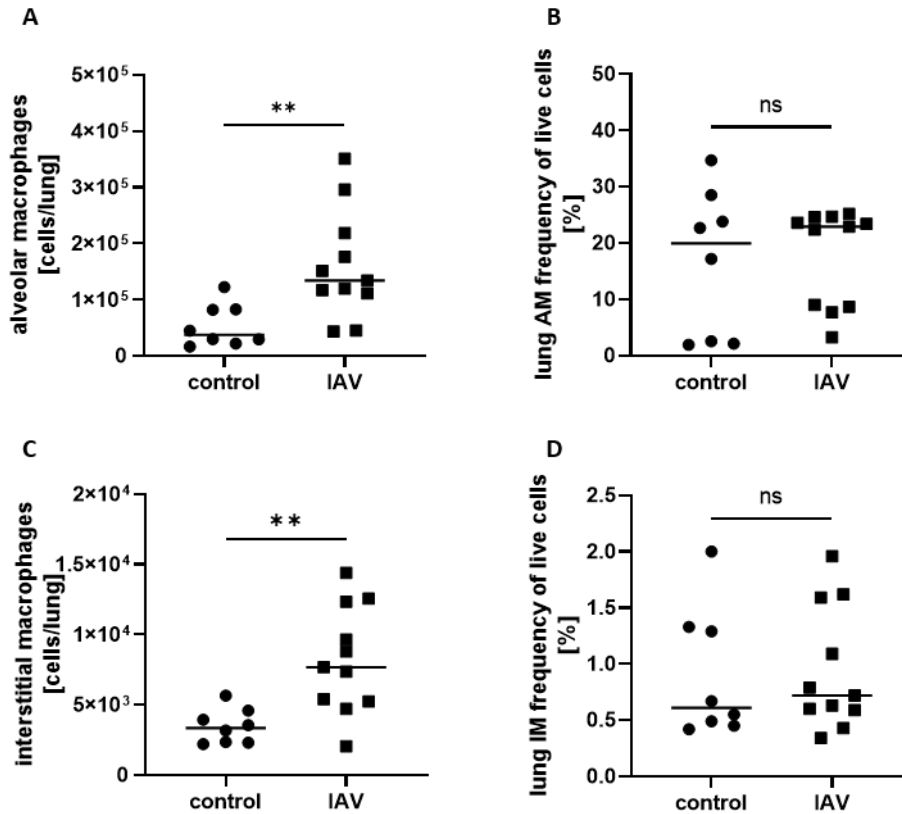 A
alveolar macrophages
[cells/lung]
5×10⁵
4×10⁵
3×10⁵
2×10⁵
1×10⁵
0
**
control
IAV
B
lung AM frequency of live cells
[%]
50
40
30
20
10
0
ns
control
IAV
C
interstitial macrophages
[cells/lung]
2×10⁴
1.5×10⁴
1×10⁴
5×10³
0
**
control
IAV
D
lung IM frequency of live cells
[%]
2.5
2.0
1.5
1.0
0.5
0.0
ns
control
IAV